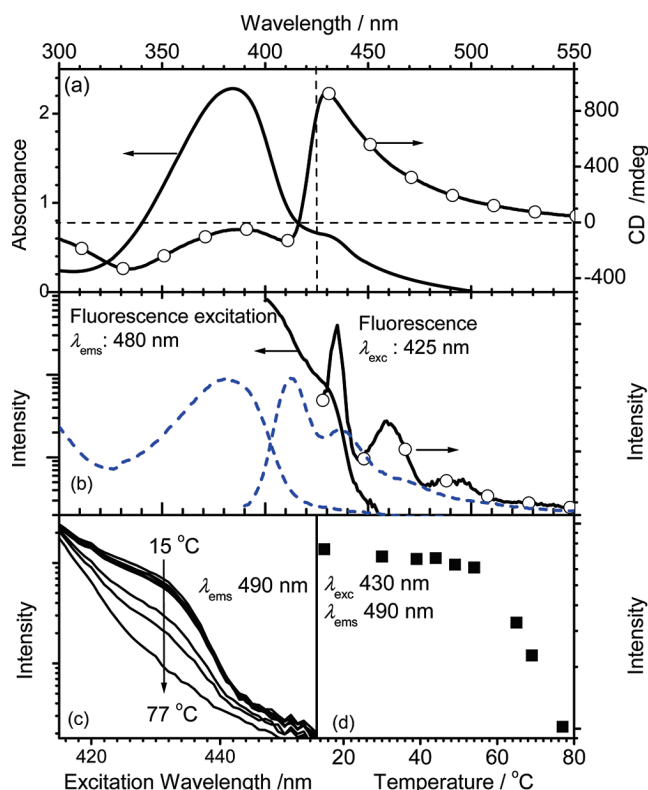 Wavelength / nm
300 350 400 450 500 550
(a)
2
1
0
Absorbance
800
400
0
-400
CD /mdeg
Fluorescence excitation
λems: 480 nm
Fluorescence
λexc : 425 nm
Intensity
Intensity
(b)
15 °C
λems 490 nm
77 °C
Intensity
(c)
λexc 430 nm
λems 490 nm
Intensity
(d)
420 440
20 40 60 80
Excitation Wavelength /nm
Temperature / °C